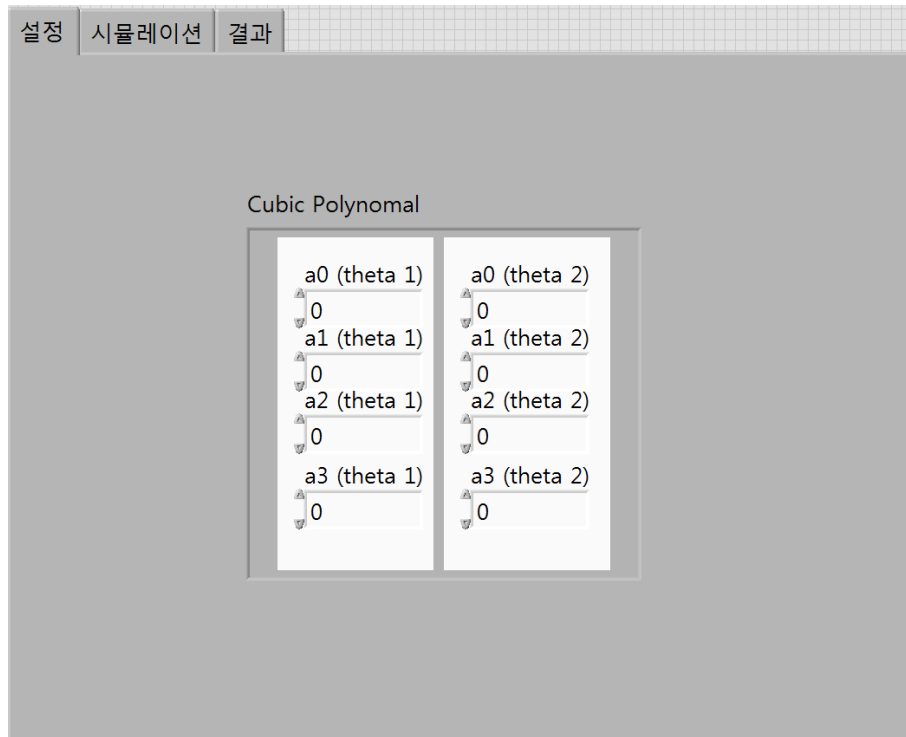 설정 시뮬레이션 결과
Cubic Polynomal
a0 (theta 1) a0 (theta 2)
0 0
a1 (theta 1) a1 (theta 2)
0 0
a2 (theta 1) a2 (theta 2)
0 0
a3 (theta 1) a3 (theta 2)
0 0